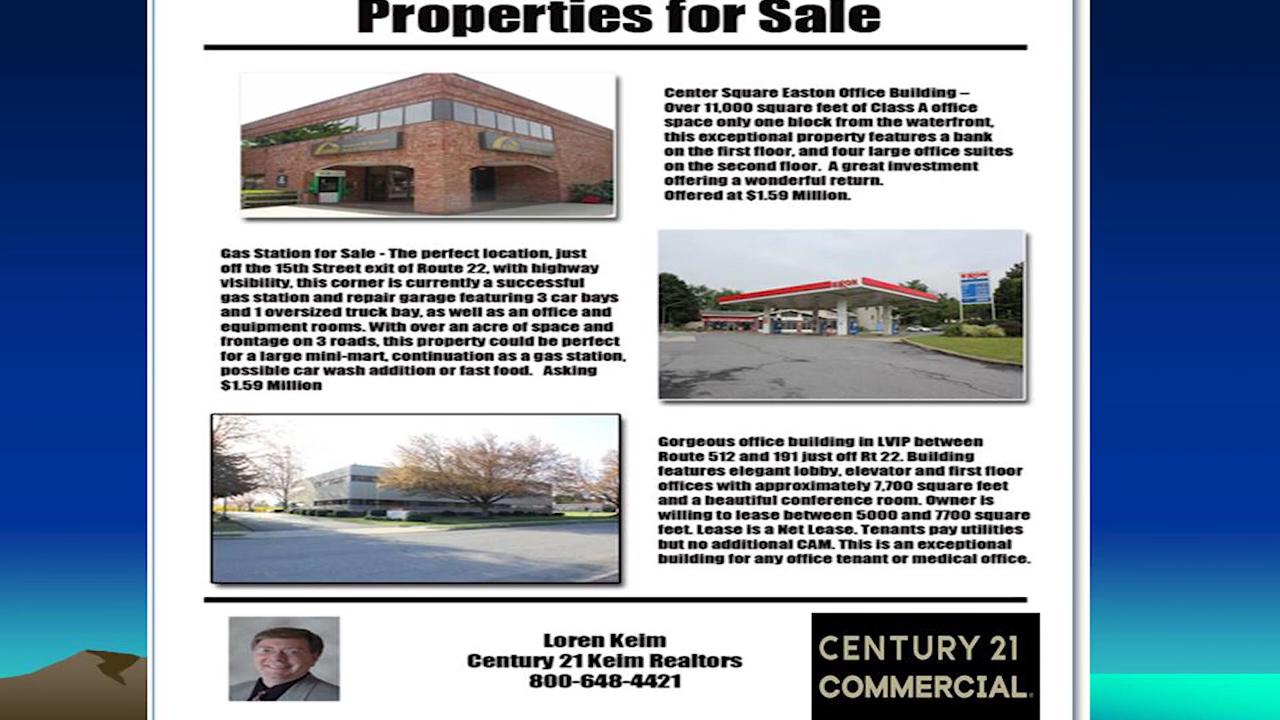 Properties for Sale
Center Square Easton Office Building –
Over 11,000 square feet of Class A office
space only one block from the waterfront,
this exceptional property features a bank
on the first floor, and four large office suites
on the second floor.  A great investment
offering a wonderful return.
Offered at $1.59 Million.
Gas Station for Sale - The perfect location, just
off the 15th Street exit of Route 22, with highway
visibility, this corner is currently a successful
gas station and repair garage featuring 3 car bays
and 1 oversized truck bay, as well as an office and
equipment rooms. With over an acre of space and
frontage on 3 roads, this property could be perfect
for a large mini-mart, continuation as a gas station,
possible car wash addition or fast food.   Asking
$1.59 Million
EXXON
EXXON
Gorgeous office building in LVIP between
Route 512 and 191 just off Rt 22. Building
features elegant lobby, elevator and first floor
offices with approximately 7,700 square feet
and a beautiful conference room. Owner is
willing to lease between 5000 and 7700 square
feet. Lease is a Net Lease. Tenants pay utilities
but no additional CAM. This is an exceptional
building for any office tenant or medical office.
Loren Keim
Century 21 Keim Realtors
800-648-4421
CENTURY 21
COMMERCIAL